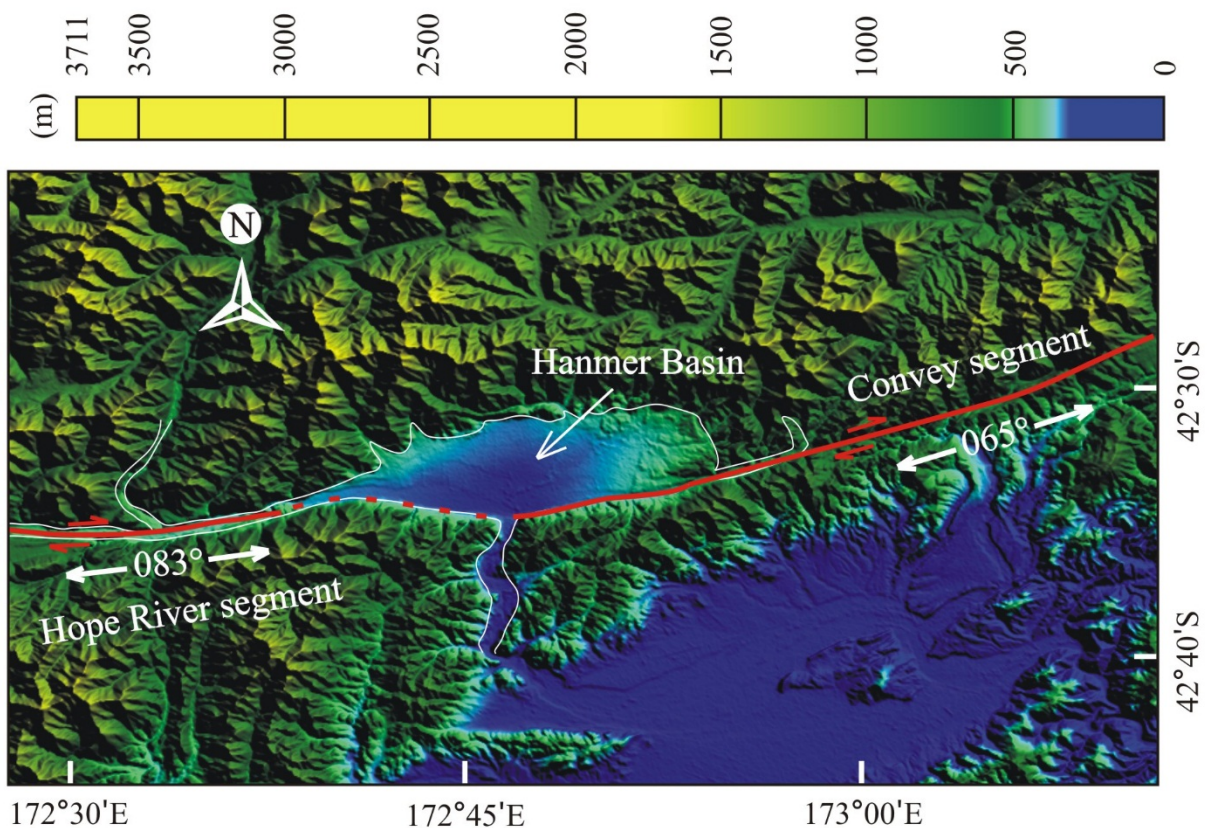 (m)
3711
3500
3000
2500
2000
1500
1000
500
0
N
Hanmer Basin
Convey segment
065°
083°
Hope River segment
42°30'S
42°40'S
172°30'E
172°45'E
173°00'E